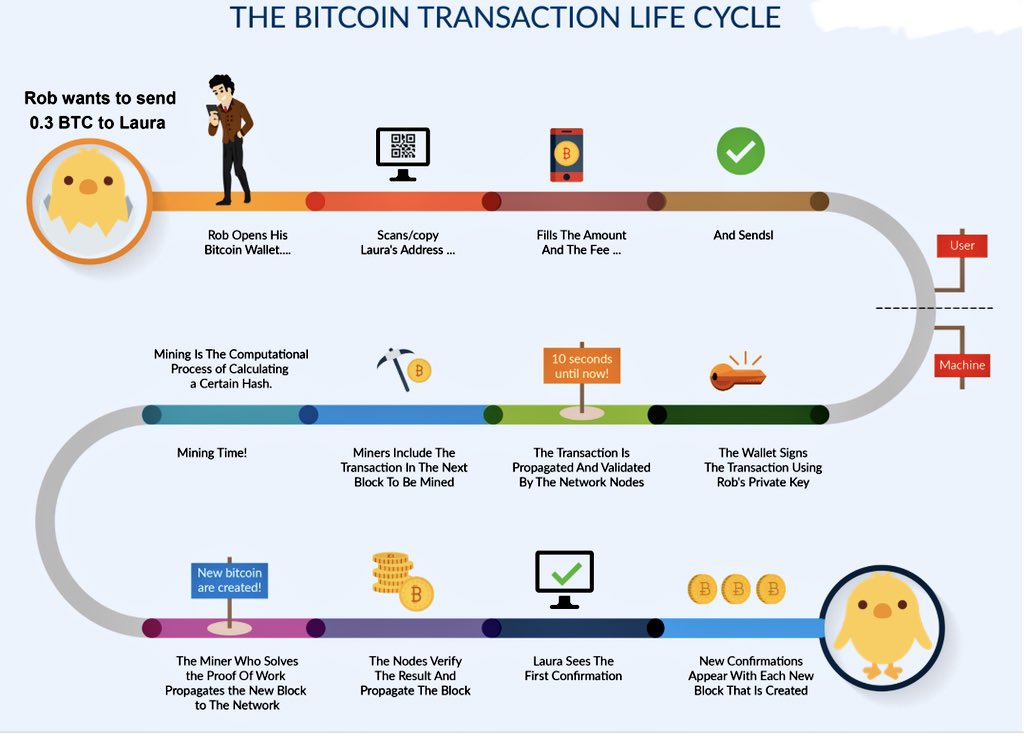 THE BITCOIN TRANSACTION LIFE CYCLE
Rob wants to send
0.3 BTC to Laura
Rob Opens His
Bitcoin Wallet....
Scans/copy
Laura's Address ...
Fills The Amount
And The Fee ...
And Sends!
User
Machine
The Wallet Signs
The Transaction Using
Rob's Private Key
10 seconds
until now!
The Transaction Is
Propagated And Validated
By The Network Nodes
Miners Include The
Transaction In The Next
Block To Be Mined
Mining Is The Computational
Process of Calculating
a Certain Hash.
Mining Time!
New bitcoin
are created!
The Miner Who Solves
the Proof Of Work
Propagates the New Block
to The Network
The Nodes Verify
The Result And
Propagate The Block
Laura Sees The
First Confirmation
New Confirmations
Appear With Each New
Block That Is Created